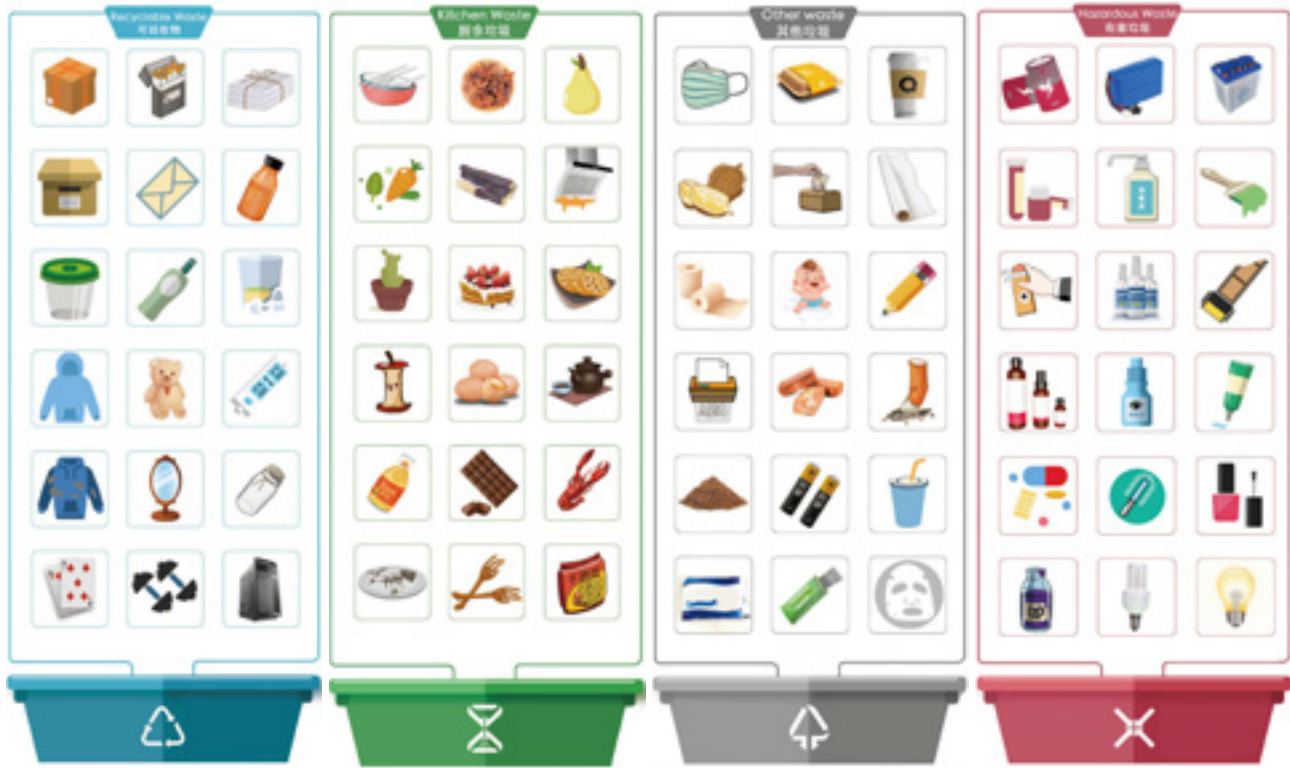 Recyclable Waste
可回收物
Kitchen Waste
厨余垃圾
Other waste
其他垃圾
Hazardous Waste
有害垃圾